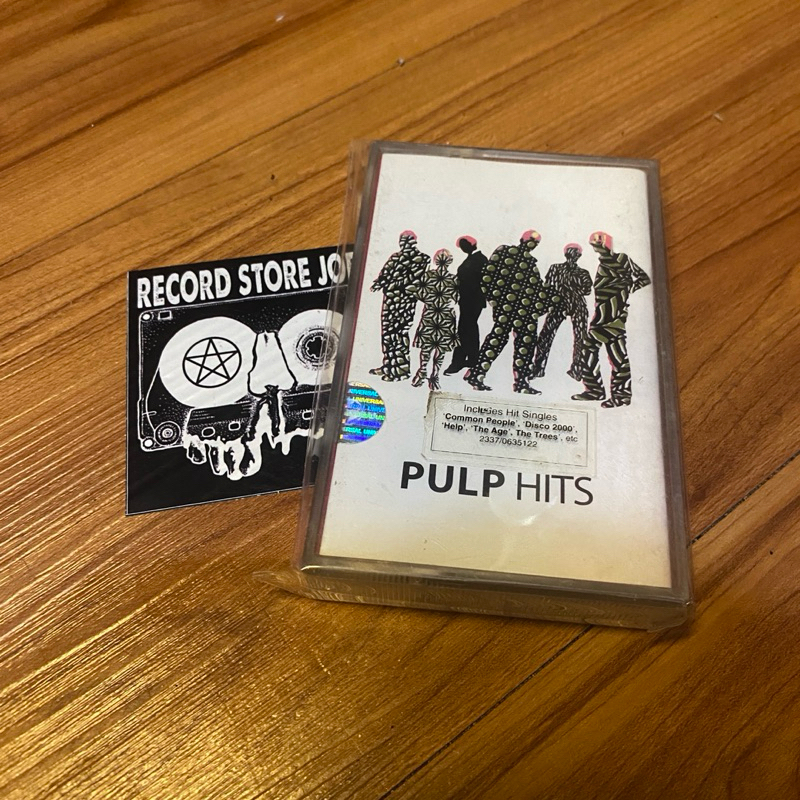 RECORD STORE JO
UNIVERSAL
Includes Hit Singles
'Common People', 'Disco 2000',
'Help', 'The Age', The Trees', etc
2337/0635122
PULP HITS